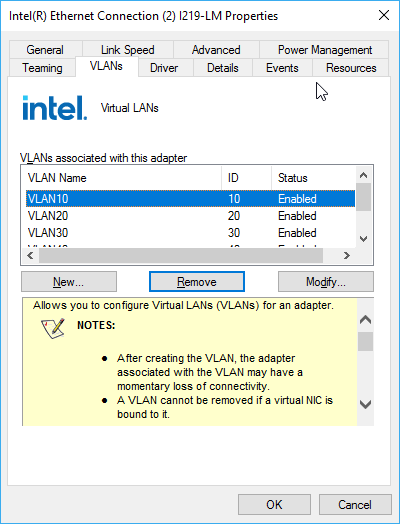 Intel(R) Ethernet Connection (2) I219-LM Properties
General Link Speed Advanced Power Management
Teaming VLANs Driver Details Events Resources
intel. Virtual LANs
VLANs associated with this adapter
VLAN Name ID Status
VLAN10 10 Enabled
VLAN20 20 Enabled
VLAN30 30 Enabled
New... Remove Modify...
Allows you to configure Virtual LANs (VLANs) for an adapter.
NOTES:
● After creating the VLAN, the adapter
associated with the VLAN may have a
momentary loss of connectivity.
● A VLAN cannot be removed if a virtual NIC is
bound to it.
OK Cancel